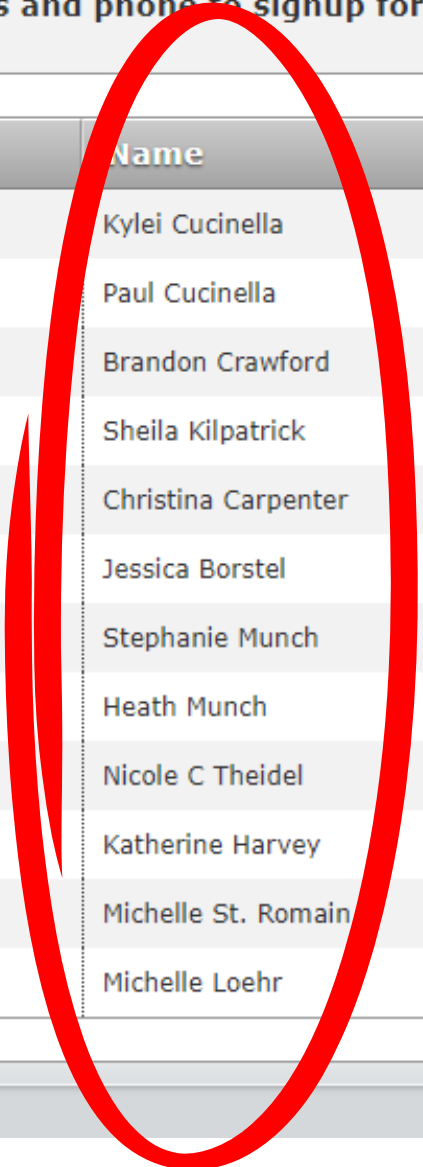 s and phone to signup for
Name
Kylei Cucinella
Paul Cucinella
Brandon Crawford
Sheila Kilpatrick
Christina Carpenter
Jessica Borstel
Stephanie Munch
Heath Munch
Nicole C Theidel
Katherine Harvey
Michelle St. Romain
Michelle Loehr